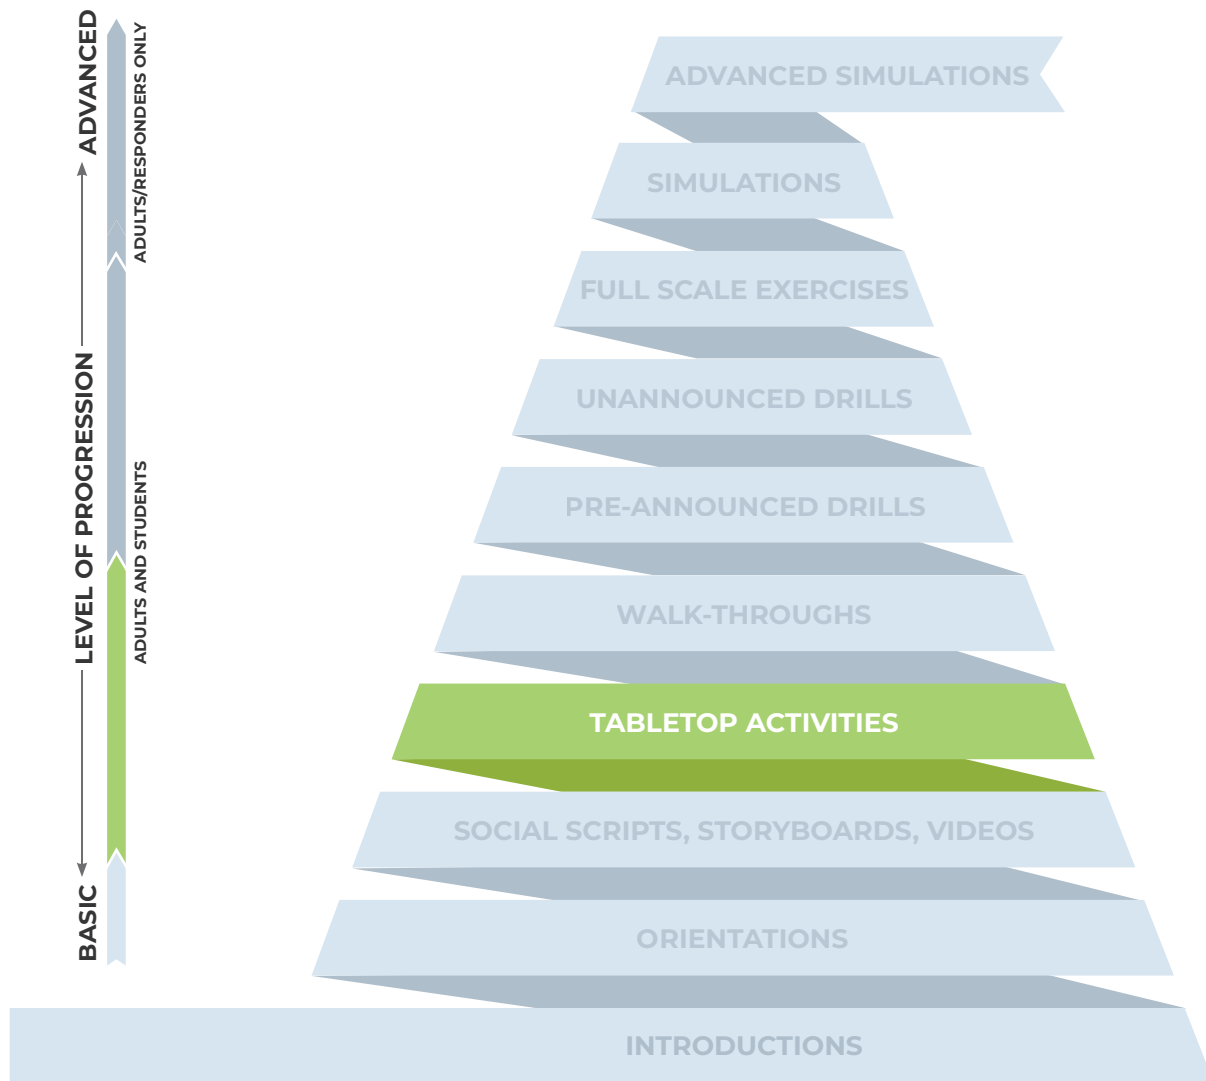 ADVANCED
LEVEL OF PROGRESSION
BASIC
ADULTS/RESPONDERS ONLY
ADULTS AND STUDENTS
ADVANCED SIMULATIONS
SIMULATIONS
FULL SCALE EXERCISES
UNANNOUNCED DRILLS
PRE-ANNOUNCED DRILLS
WALK-THROUGHS
TABLETOP ACTIVITIES
SOCIAL SCRIPTS, STORYBOARDS, VIDEOS
ORIENTATIONS
INTRODUCTIONS